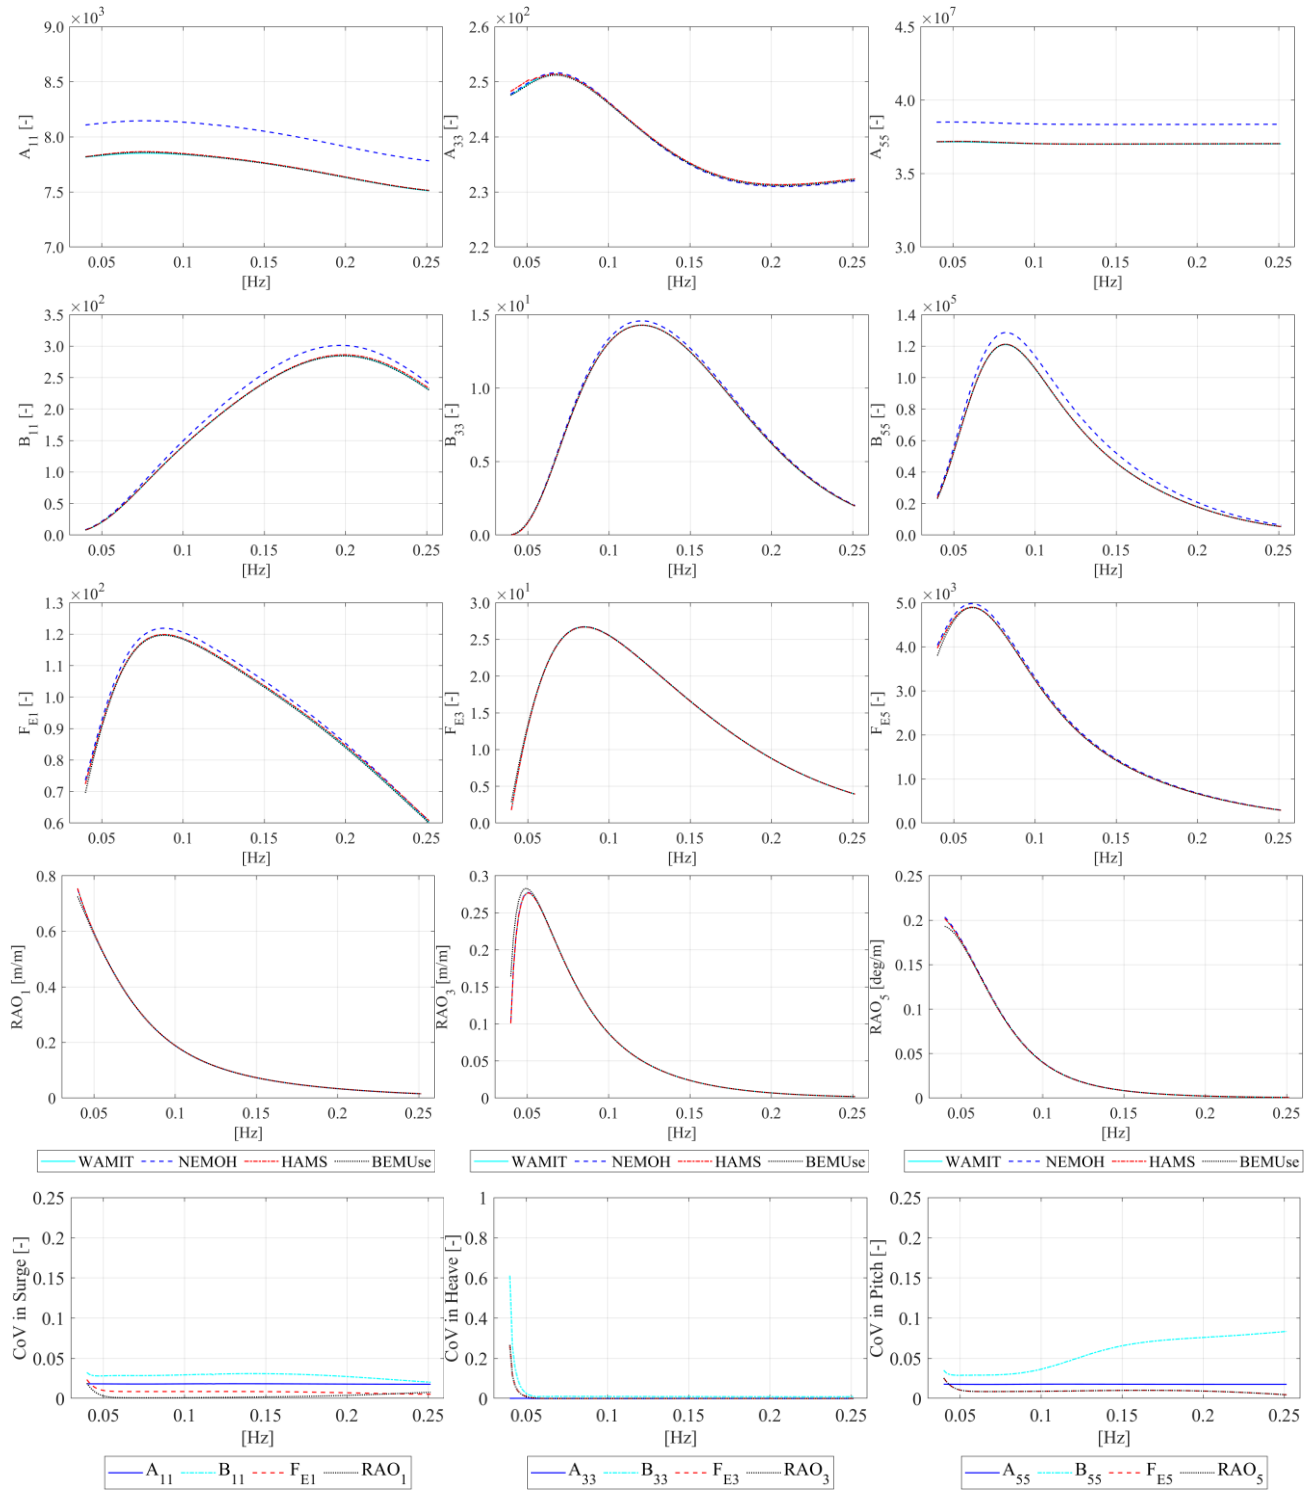 ×10³
9.0
8.5
8.0
7.5
7.0
A₁₁ [-]
0.05 0.1 0.15 0.2 0.25
[Hz]
×10²
2.6
2.5
2.4
2.3
2.2
A₃₃ [-]
0.05 0.1 0.15 0.2 0.25
[Hz]
×10⁷
4.5
4.0
3.5
3.0
A₅₅ [-]
0.05 0.1 0.15 0.2 0.25
[Hz]
×10²
3.5
3.0
2.5
2.0
1.5
1.0
0.5
0.0
B₁₁ [-]
0.05 0.1 0.15 0.2 0.25
[Hz]
×10¹
1.5
1.0
0.5
0.0
B₃₃ [-]
0.05 0.1 0.15 0.2 0.25
[Hz]
×10⁵
1.4
1.2
1.0
0.8
0.6
0.4
0.2
0.0
B₅₅ [-]
0.05 0.1 0.15 0.2 0.25
[Hz]
×10²
1.3
1.2
1.1
1.0
0.9
0.8
0.7
0.6
F_E1 [-]
0.05 0.1 0.15 0.2 0.25
[Hz]
×10¹
3.0
2.5
2.0
1.5
1.0
0.5
0.0
F_E3 [-]
0.05 0.1 0.15 0.2 0.25
[Hz]
×10³
5.0
4.0
3.0
2.0
1.0
0.0
F_E5 [-]
0.05 0.1 0.15 0.2 0.25
[Hz]
0.8
0.6
0.4
0.2
0
RAO₁ [m/m]
0.05 0.1 0.15 0.2 0.25
[Hz]
0.3
0.25
0.2
0.15
0.1
0.05
0
RAO₃ [m/m]
0.05 0.1 0.15 0.2 0.25
[Hz]
0.25
0.2
0.15
0.1
0.05
0
RAO₅ [deg/m]
0.05 0.1 0.15 0.2 0.25
[Hz]
WAMIT NEMOH HAMS BEMUse
WAMIT NEMOH HAMS BEMUse
WAMIT NEMOH HAMS BEMUse
0.25
0.2
0.15
0.1
0.05
0
CoV in Surge [-]
0.05 0.1 0.15 0.2 0.25
[Hz]
A₁₁ B₁₁ F_E1 RAO₁
1
0.8
0.6
0.4
0.2
0
CoV in Heave [-]
0.05 0.1 0.15 0.2 0.25
[Hz]
A₃₃ B₃₃ F_E3 RAO₃
0.25
0.2
0.15
0.1
0.05
0
CoV in Pitch [-]
0.05 0.1 0.15 0.2 0.25
[Hz]
A₅₅ B₅₅ F_E5 RAO₅